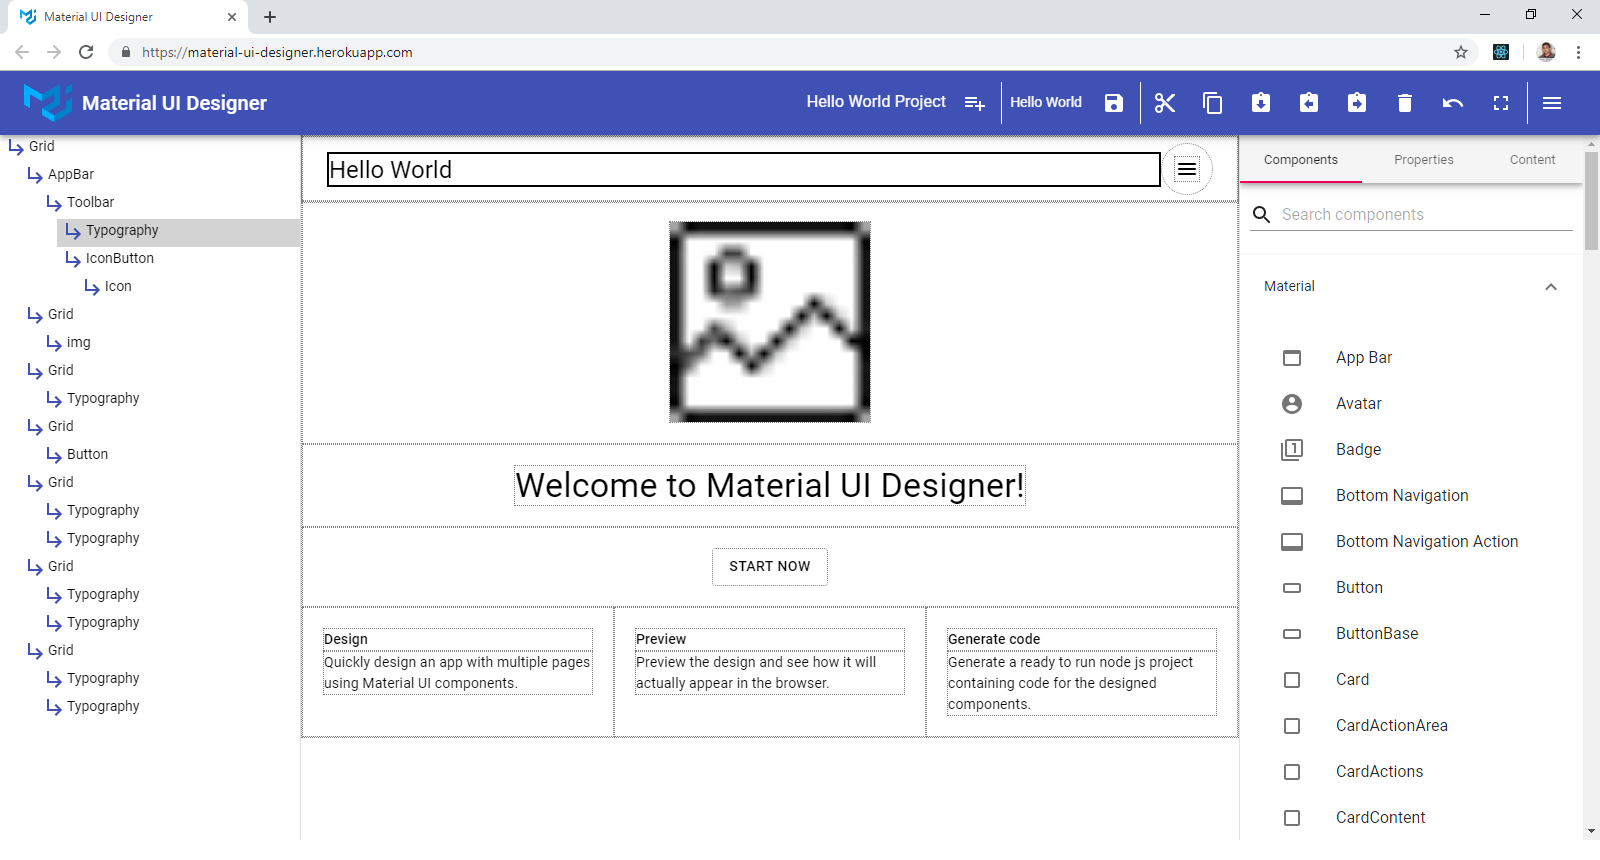 Material UI Designer
https://material-ui-designer.herokuapp.com
Material UI Designer
Hello World Project
Hello World
Grid
AppBar
Toolbar
Typography
IconButton
Icon
Grid
img
Grid
Typography
Grid
Button
Grid
Typography
Typography
Grid
Typography
Typography
Grid
Typography
Typography
Hello World
Welcome to Material UI Designer!
START NOW
Design
Quickly design an app with multiple pages
using Material UI components.
Preview
Preview the design and see how it will
actually appear in the browser.
Generate code
Generate a ready to run node js project
containing code for the designed
components.
Components
Properties
Content
Search components
Material
App Bar
Avatar
1
Badge
Bottom Navigation
Bottom Navigation Action
Button
ButtonBase
Card
CardActionArea
CardActions
CardContent